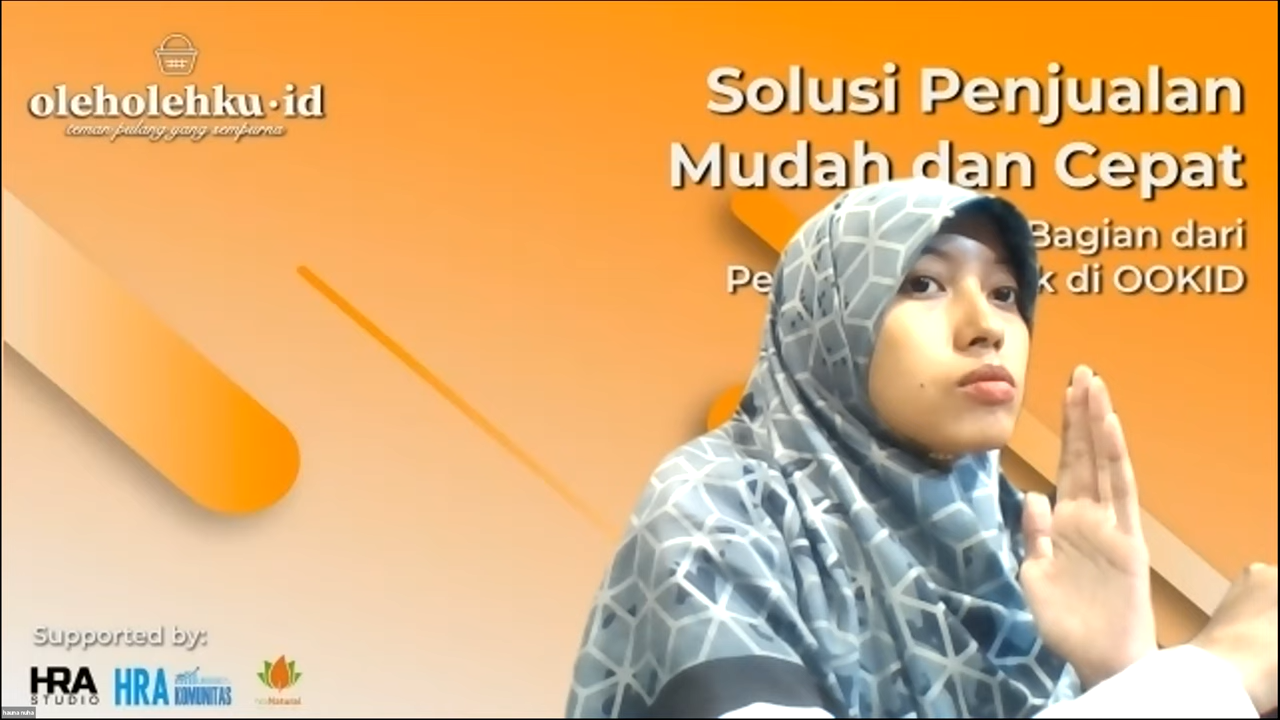 oleholehku.id
teman pulang yang sempurna
Solusi Penjualan
Mudah dan Cepat
Bagian dari
di OOKID
Supported by:
HRA
STUDIO
HRA
KOMUNITAS
Natural